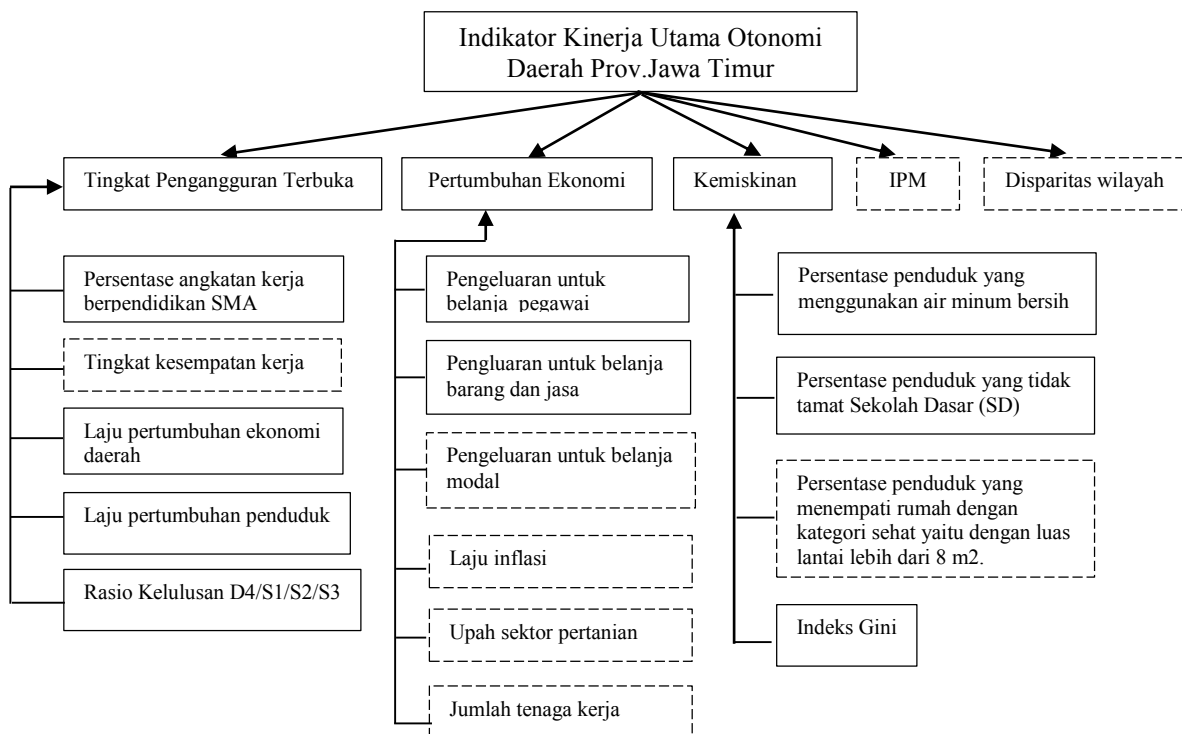 Indikator Kinerja Utama Otonomi
Daerah Prov.Jawa Timur
Tingkat Pengangguran Terbuka
Pertumbuhan Ekonomi
Kemiskinan
IPM
Disparitas wilayah
Persentase angkatan kerja
berpendidikan SMA
Tingkat kesempatan kerja
Laju pertumbuhan ekonomi
daerah
Laju pertumbuhan penduduk
Rasio Kelulusan D4/S1/S2/S3
Pengeluaran untuk
belanja pegawai
Pengluaran untuk belanja
barang dan jasa
Pengeluaran untuk belanja
modal
Laju inflasi
Upah sektor pertanian
Jumlah tenaga kerja
Persentase penduduk yang
menggunakan air minum bersih
Persentase penduduk yang tidak
tamat Sekolah Dasar (SD)
Persentase penduduk yang
menempati rumah dengan
kategori sehat yaitu dengan luas
lantai lebih dari 8 m2.
Indeks Gini